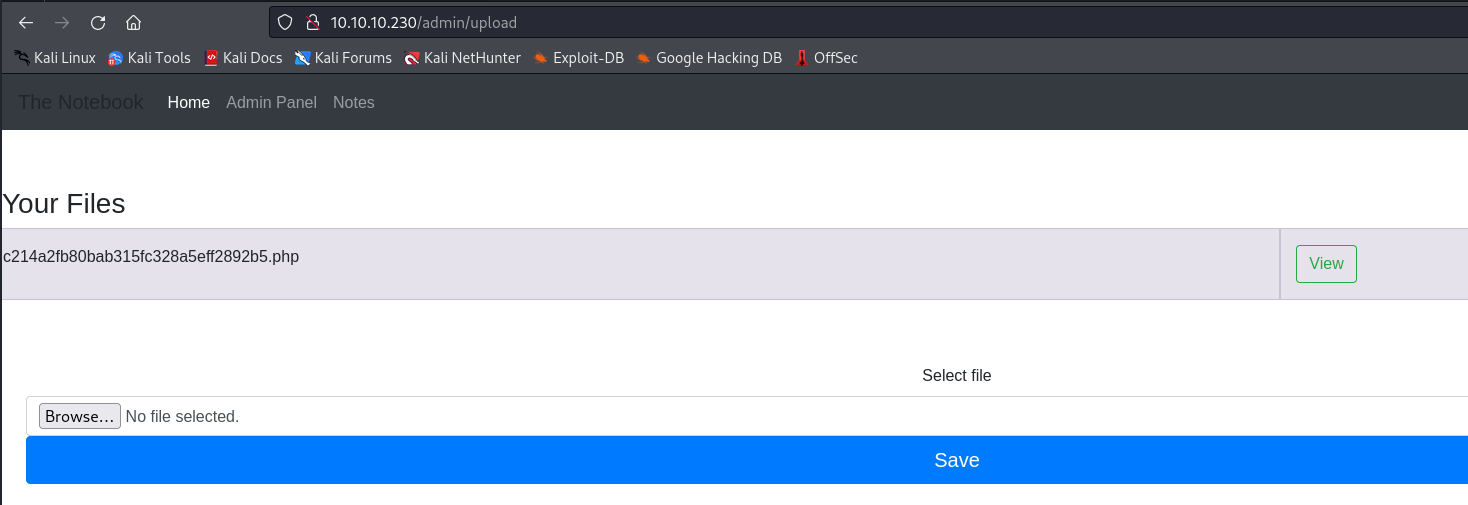 10.10.10.230/admin/upload
Kali Linux Kali Tools Kali Docs Kali Forums Kali NetHunter Exploit-DB Google Hacking DB OffSec
The Notebook Home Admin Panel Notes
Your Files
c214a2fb80bab315fc328a5eff2892b5.php View
Select file
Browse... No file selected.
Save